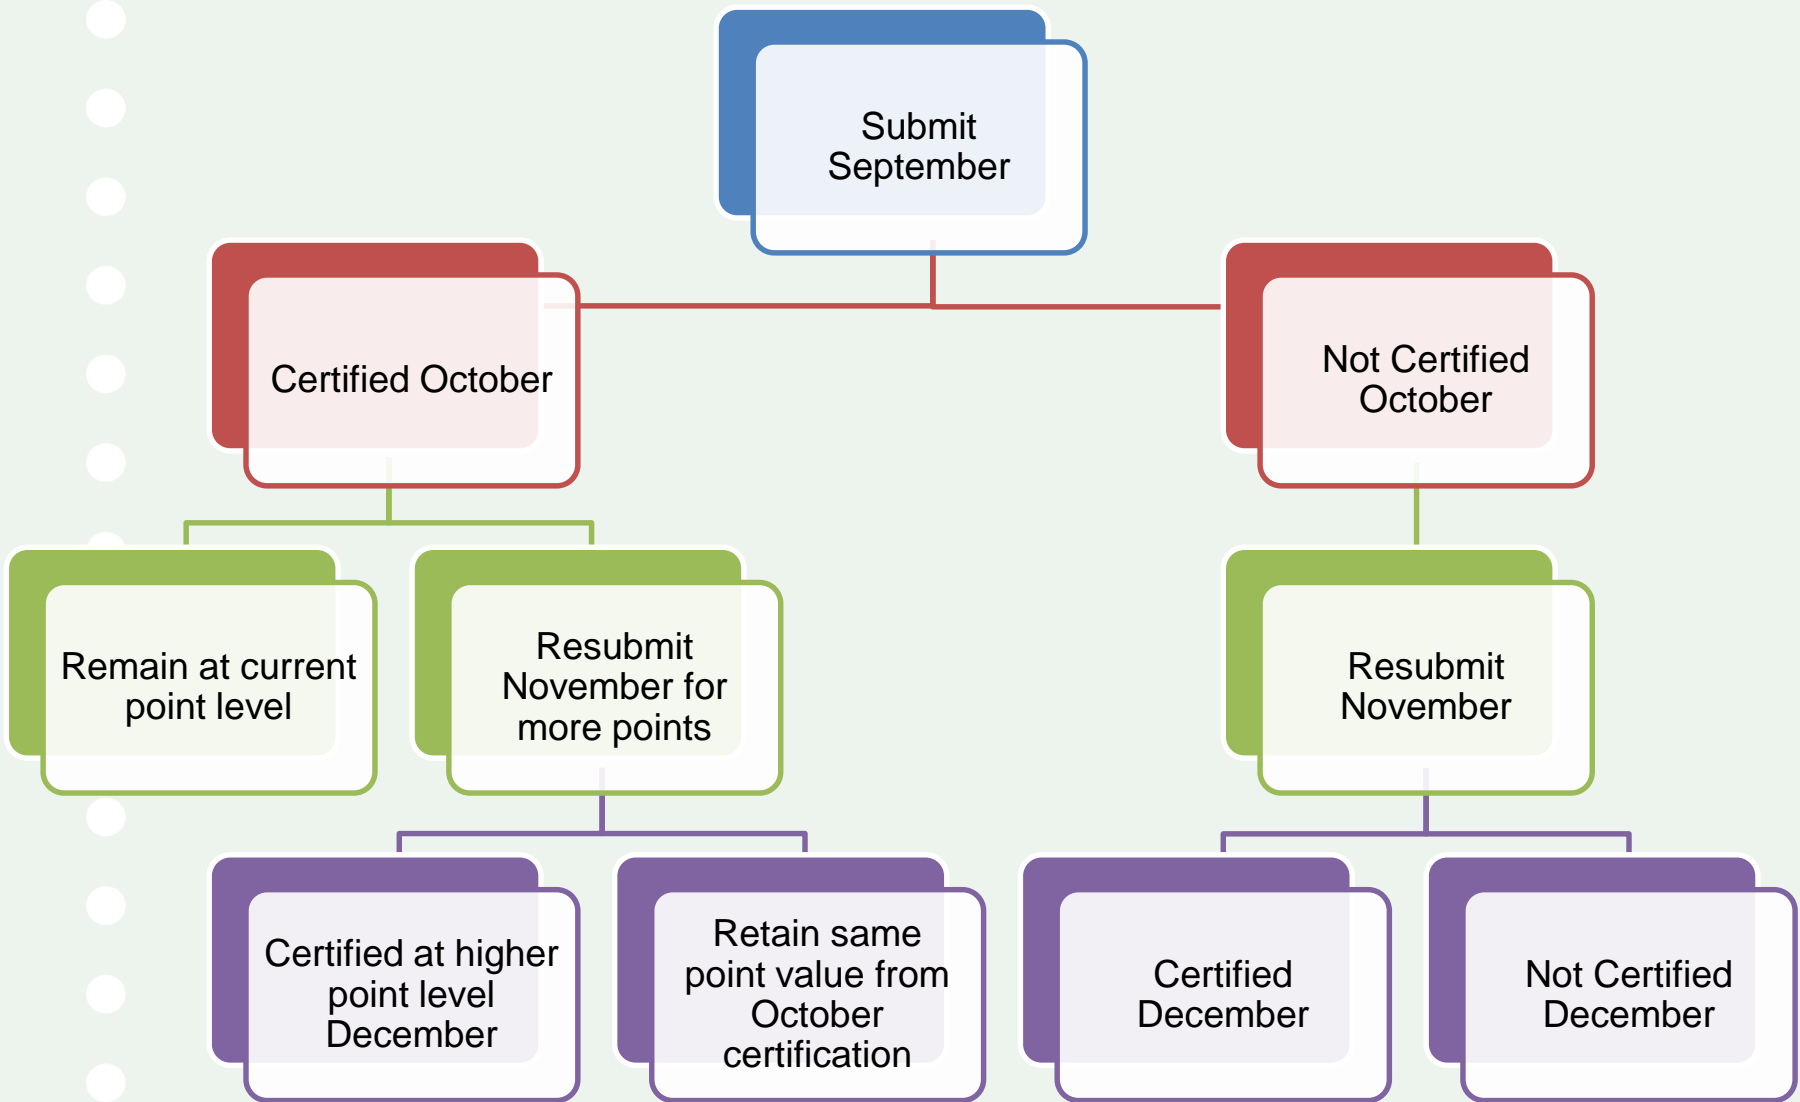 Submit
September
Certified October
Not Certified
October
Remain at current
point level
Resubmit
November for
more points
Resubmit
November
Certified at higher
point level
December
Retain same
point value from
October
certification
Certified
December
Not Certified
December